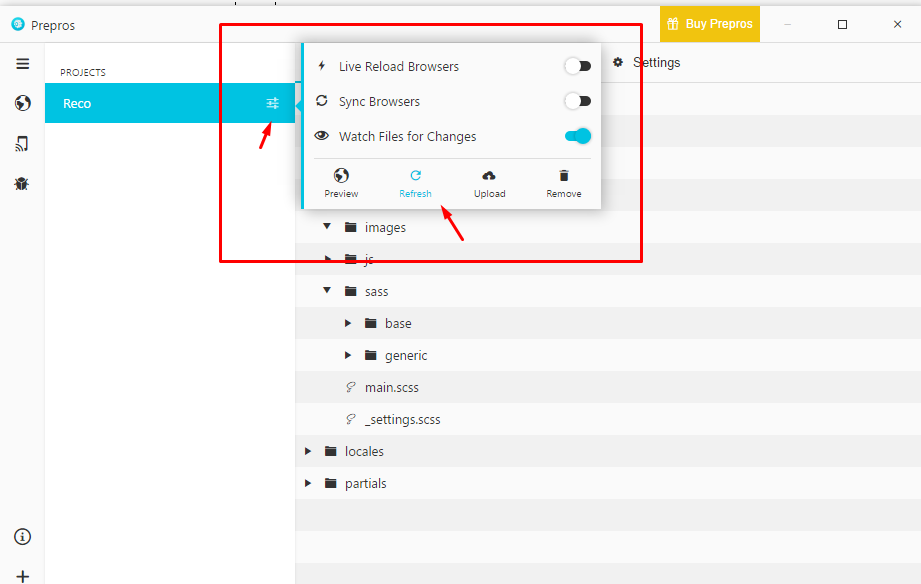 Prepros
Buy Prepros
PROJECTS
Reco
Live Reload Browsers
Sync Browsers
Watch Files for Changes
Preview
Refresh
Upload
Remove
Settings
images
js
sass
base
generic
main.scss
_settings.scss
locales
partials